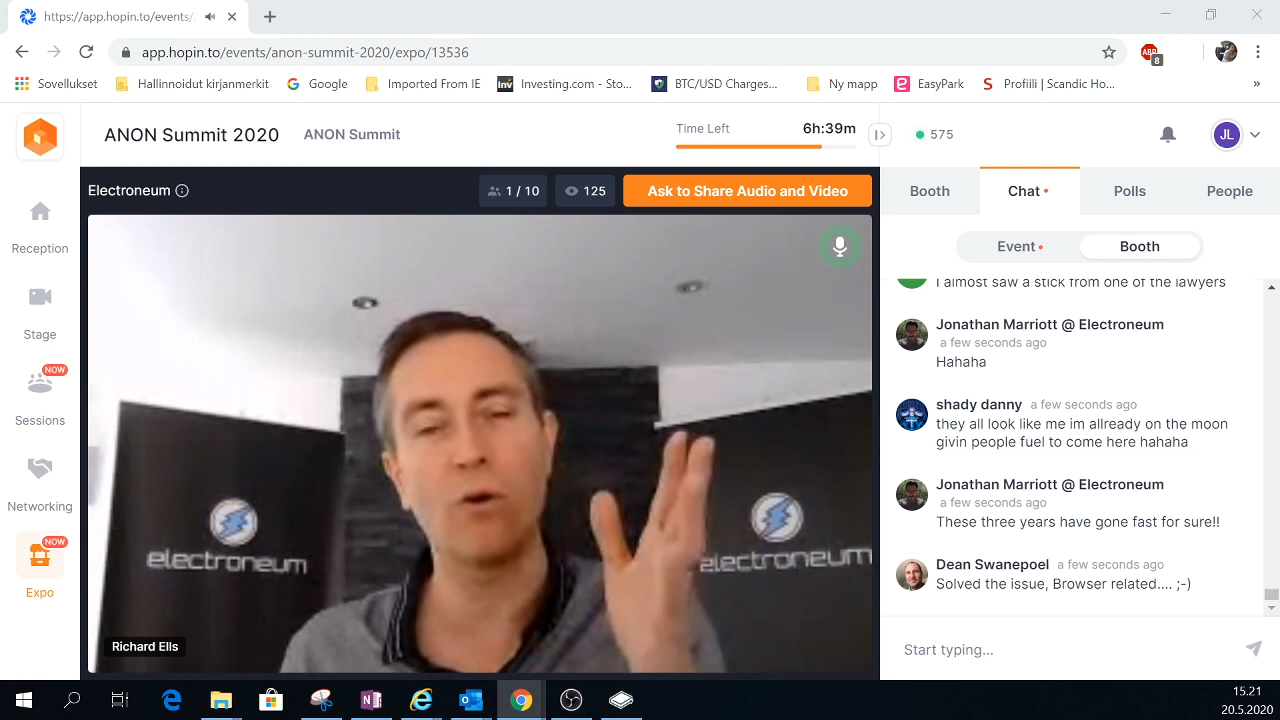 https://app.hopin.to/events/
app.hopin.to/events/anon-summit-2020/expo/13536
ABP
8
Sovellukset
Hallinnoidut kirjanmerkit
Google
Imported From IE
Inv
Investing.com - Sto...
BTC/USD Charges...
Ny mapp
EasyPark
S
Profiili | Scandic Ho...
»
ANON Summit 2020
ANON Summit
Time Left
6h:39m
575
JL
Electroneum
1 / 10
125
Ask to Share Audio and Video
Booth
Chat
Polls
People
Event
Booth
Reception
Stage
NOW
Sessions
Networking
NOW
Expo
electroneum
electroneum
Richard Ells
I almost saw a stick from one of the lawyers
Jonathan Marriott @ Electroneum
a few seconds ago
Hahaha
shady danny a few seconds ago
they all look like me im allready on the moon
givin people fuel to come here hahaha
Jonathan Marriott @ Electroneum
a few seconds ago
These three years have gone fast for sure!!
Dean Swanepoel a few seconds ago
Solved the issue, Browser related.... ;-)
Start typing...
15.21
20.5.2020